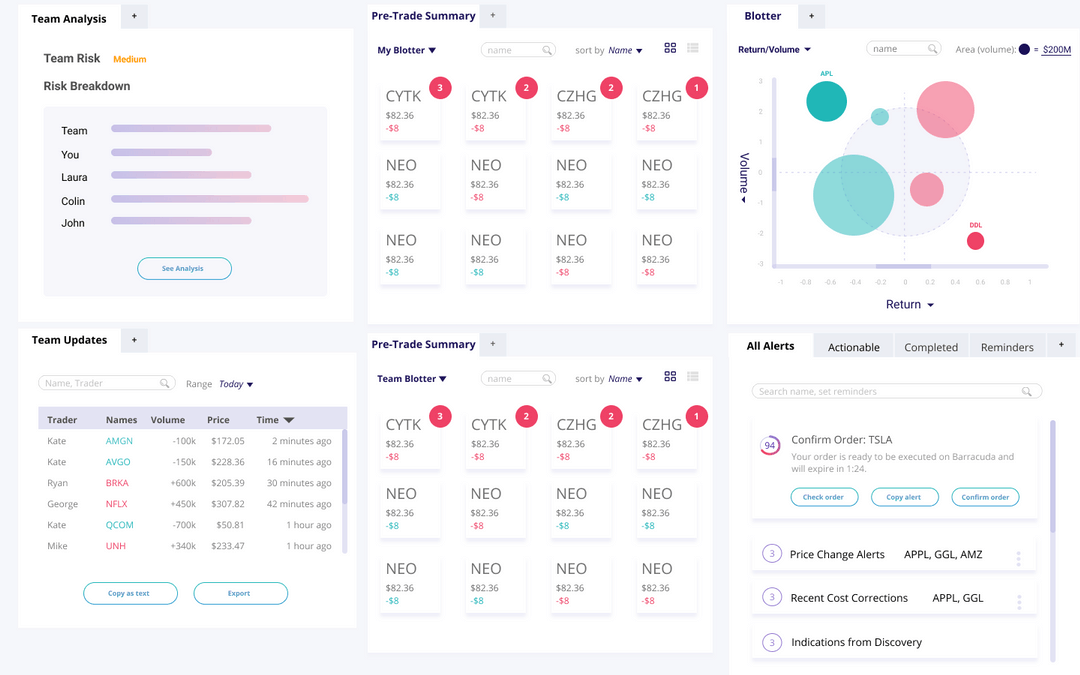 Team Analysis +
Team Risk Medium
Risk Breakdown
Team
You
Laura
Colin
John
See Analysis
Pre-Trade Summary +
My Blotter name sort by Name
CYTK 3 CYTK 2 CZHG 2 CZHG 1
$82.36 $82.36 $82.36 $82.36
-$8 -$8 -$8 -$8
NEO NEO NEO NEO
$82.36 $82.36 $82.36 $82.36
-$8 -$8 -$8 -$8
NEO NEO NEO NEO
$82.36 $82.36 $82.36 $82.36
-$8 -$8 -$8 -$8
Blotter +
Return/Volume name Area (volume): = $200M
APL
3
2
1
0
-1
-2
-3
Volume
DDL
-1 -0.8 -0.6 -0.4 -0.2 0 0.2 0.4 0.6 0.8 1
Return
Team Updates +
Name, Trader Range Today
Trader Names Volume Price Time
Kate AMGN -100k $172.05 2 minutes ago
Kate AVGO -150k $228.36 16 minutes ago
Ryan BRKA +600k $205.39 30 minutes ago
George NFLX +450k $307.82 42 minutes ago
Kate QCOM -700k $50.81 1 hour ago
Mike UNH +340k $233.47 1 hour ago
Copy as text Export
Pre-Trade Summary +
Team Blotter name sort by Name
CYTK 3 CYTK 2 CZHG 2 CZHG 1
$82.36 $82.36 $82.36 $82.36
-$8 -$8 -$8 -$8
NEO NEO NEO NEO
$82.36 $82.36 $82.36 $82.36
-$8 -$8 -$8 -$8
NEO NEO NEO NEO
$82.36 $82.36 $82.36 $82.36
-$8 -$8 -$8 -$8
All Alerts Actionable Completed Reminders +
Search name, set reminders
94 Confirm Order: TSLA
Your order is ready to be executed on Barracuda and
will expire in 1:24.
Check order Copy alert Confirm order
3 Price Change Alerts APPL, GGL, AMZ
3 Recent Cost Corrections APPL, GGL
3 Indications from Discovery